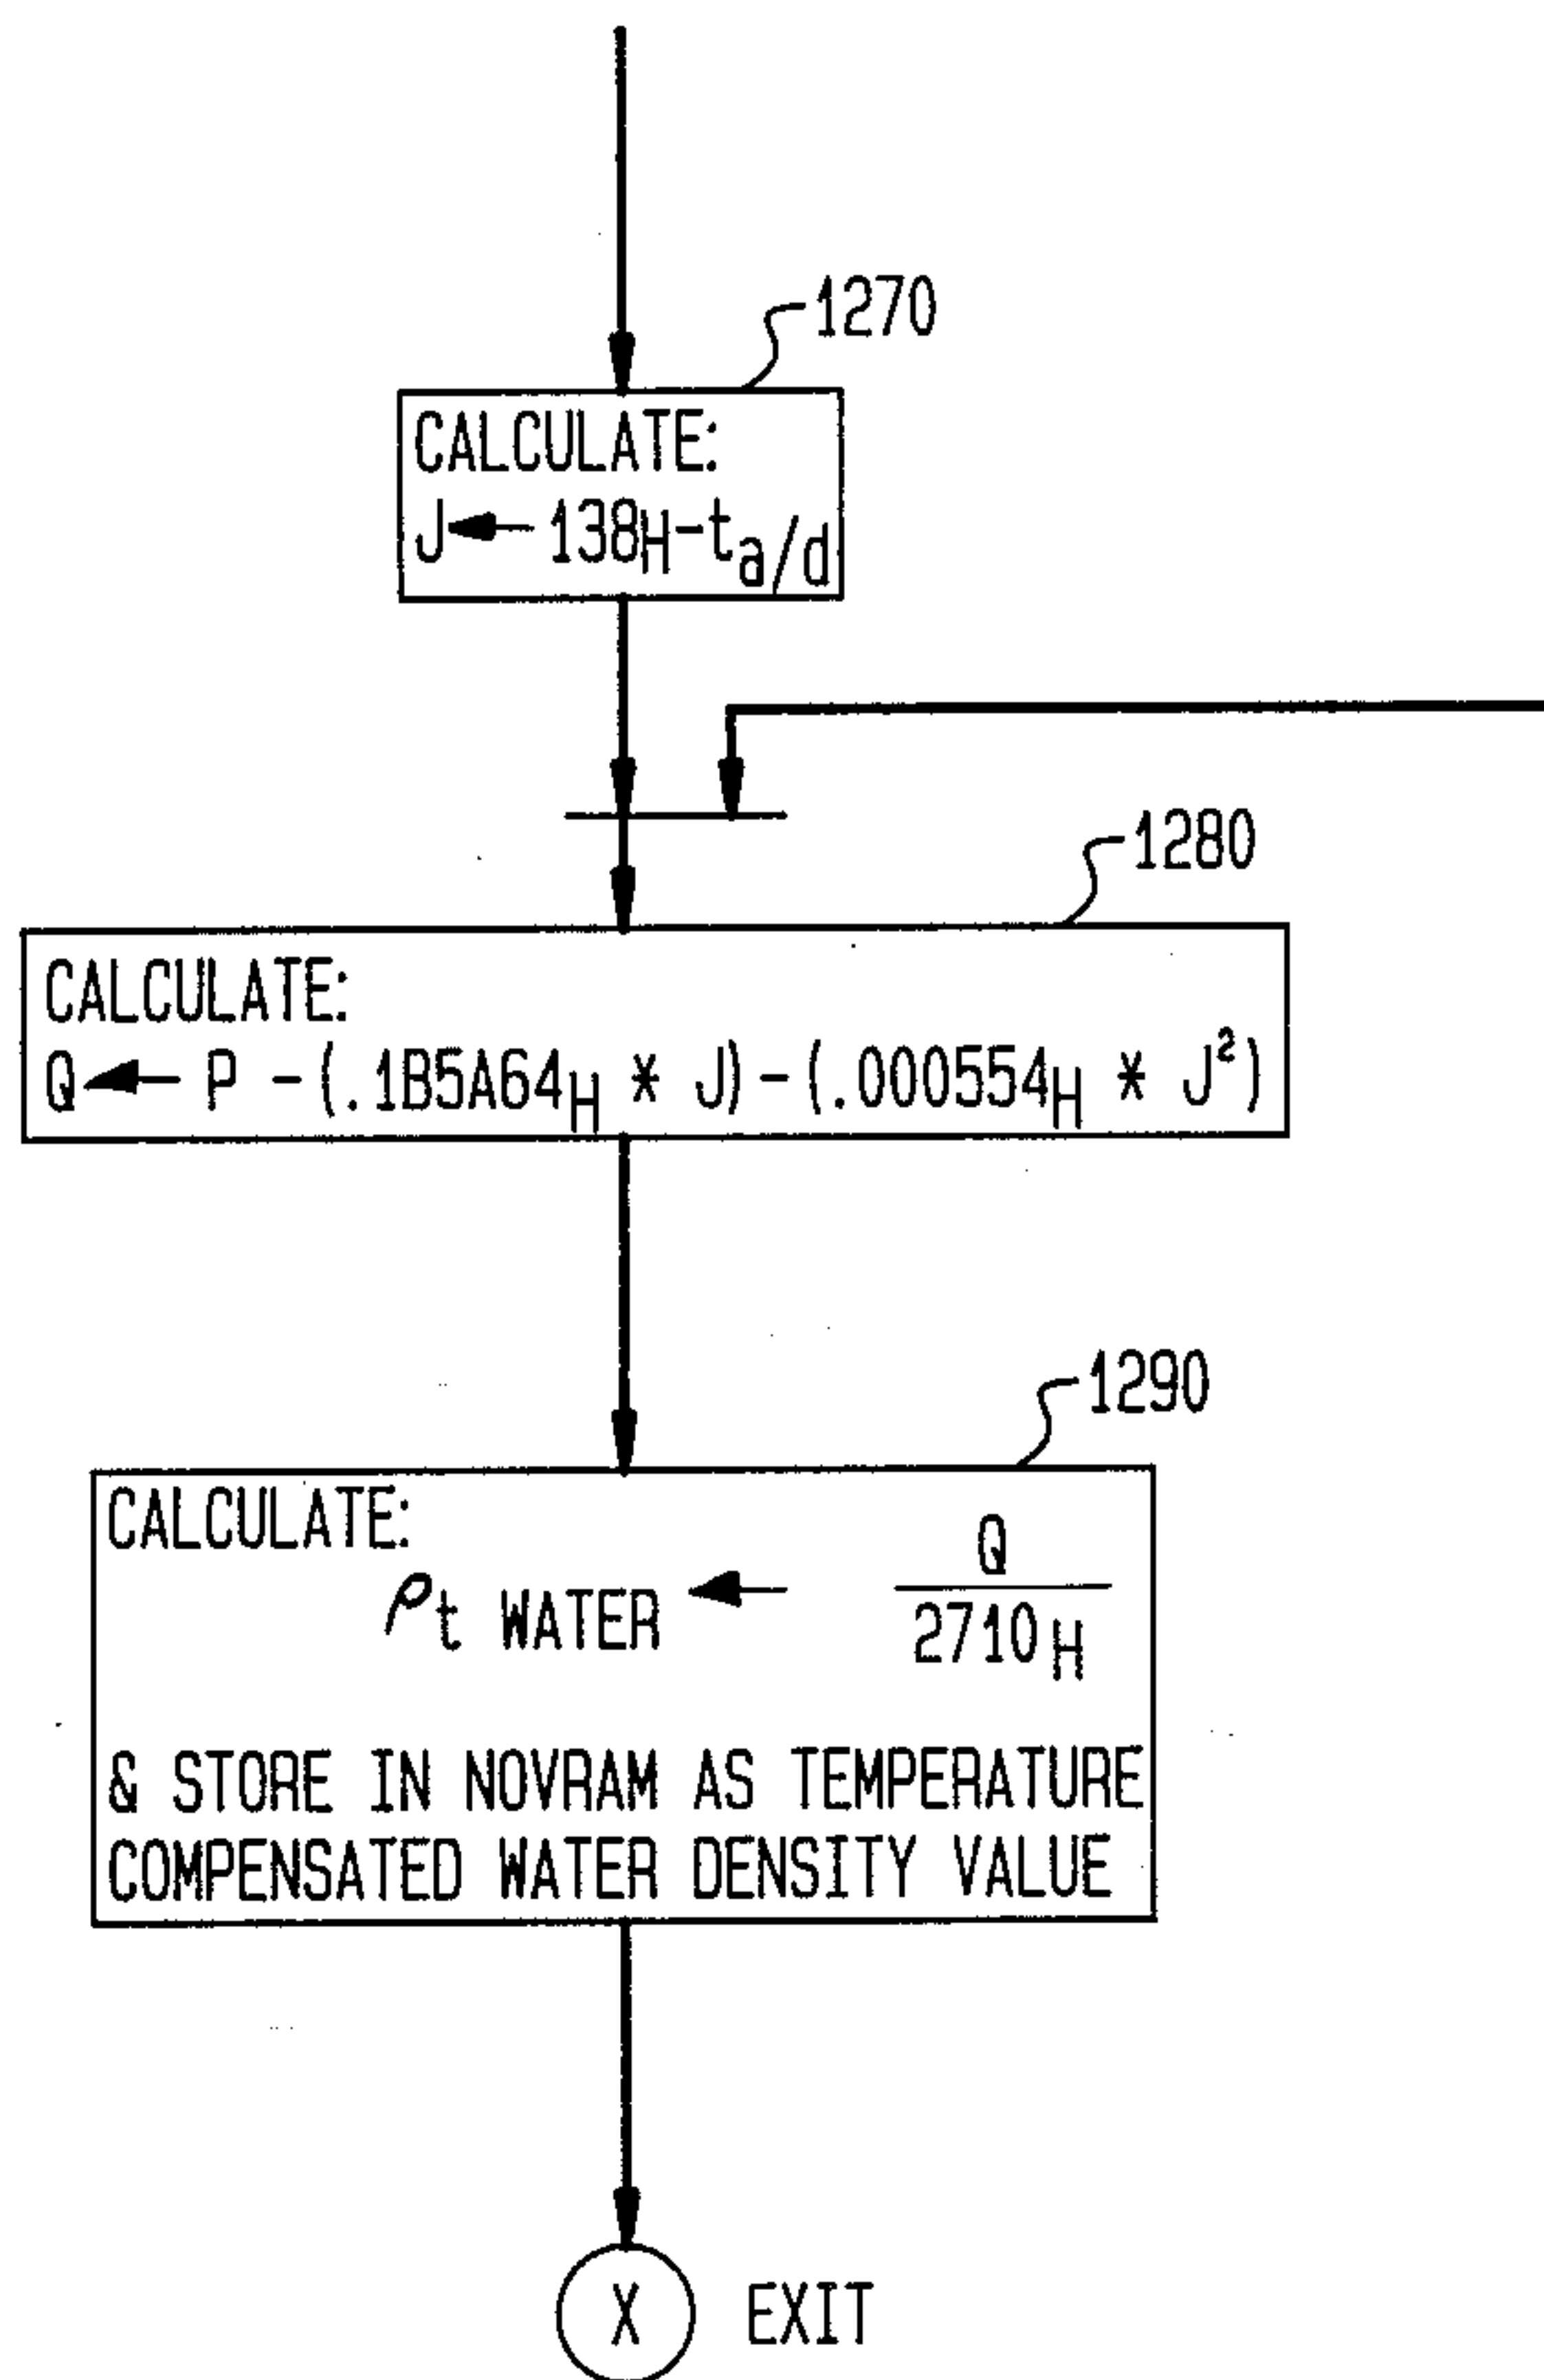 1270
CALCULATE:
J ← 138H-ta/d
1280
CALCULATE:
Q ← P - (.1B5A64H * J) - (.000554H * J²)
1290
CALCULATE:
ρt WATER ← Q
2710H
& STORE IN NOVRAM AS TEMPERATURE
COMPENSATED WATER DENSITY VALUE
X EXIT